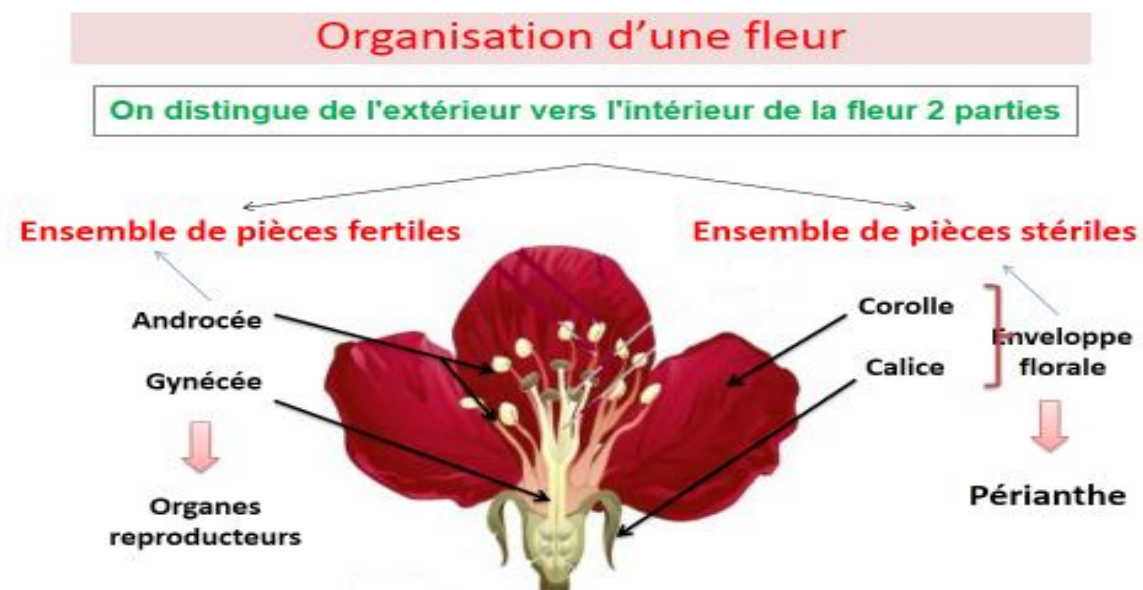 Organisation d'une fleur
On distingue de l'extérieur vers l'intérieur de la fleur 2 parties
Ensemble de pièces fertiles
Androcée
Gynécée
Organes
reproducteurs
Ensemble de pièces stériles
Corolle
Calice
Enveloppe
florale
Périanthe